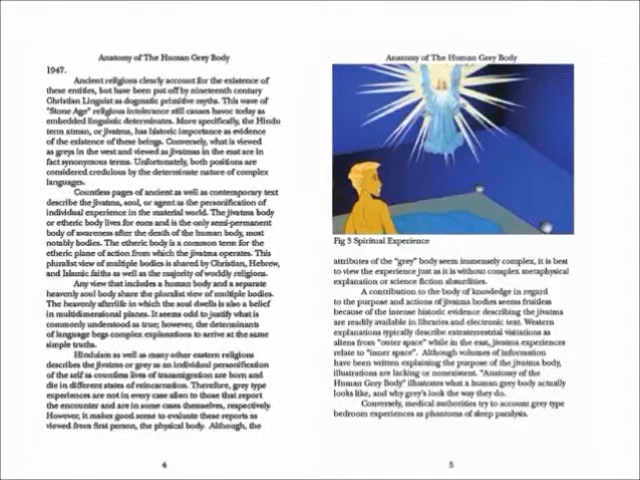 Anatomy of The Human Grey Body
1947.
Ancient religions clearly account for the existence of
these entities, but have been put off by nineteenth century
Christian Linguist as dogmatic primitive myths. This wave of
"Stone Age" religious intolerance still causes havoc today as
embedded linguistic determinates. More specifically, the Hindu
term atman, or jivatma, has historic importance as evidence
of the existence of these beings. Conversely, what is viewed
as greys in the west and viewed as jivatmas in the east are in
fact synonymous terms. Unfortunately, both positions are
considered credulous by the determinate nature of complex
languages.
Countless pages of ancient as well as contemporary text
describe the jivatma, soul, or agent as the personification of
individual experience in the material world. The jivatma body
or etheric body lives for eons and is the only semi-permanent
body of awareness after the death of the human body, most
notably bodies. The etheric body is a common term for the
etheric plane of action from which the jivatma operates. This
pluralist view of multiple bodies is shared by Christian, Hebrew,
and Islamic faiths as well as the majority of worldly religions.
Any view that includes a human body and a separate
heavenly soul body share the pluralist view of multiple bodies.
The heavenly afterlife in which the soul dwells is also a belief
in multidimensional planes. It seems odd to justify what is
commonly understood as true; however, the determinants
of language begs complex explanations to arrive at the same
simple truths.
Hinduism as well as many other eastern religions
describes the jivatma or grey as an individual personification
of the self as countless lives of transmigration are born and
die in different states of reincarnation. Therefore, grey type
experiences are not in every case alien to those that report
the encounter and are in some cases themselves, respectively.
However, it makes good sense to evaluate these reports as
viewed from first person, the physical body. Although, the
4
Anatomy of The Human Grey Body
Fig 3 Spiritual Experience
attributes of the "grey" body seem immensely complex, it is best
to view the experience just as it is without complex metaphysical
explanation or science fiction absurdities.
A contribution to the body of knowledge in regard
to the purpose and actions of jivatma bodies seems fruitless
because of the intense historic evidence describing the jivatma
are readily available in libraries and electronic text. Western
explanations typically describe extraterrestrial visitations as
aliens from "outer space" while in the east, jivatma experiences
relate to "inner space". Although volumes of information
have been written explaining the purpose of the jivatma body,
illustrations are lacking or nonexistent. "Anatomy of the
Human Grey Body" illustrates what a human grey body actually
looks like, and why grey's look the way they do.
Conversely, medical authorities try to account grey type
bedroom experiences as phantoms of sleep paralysis.
5